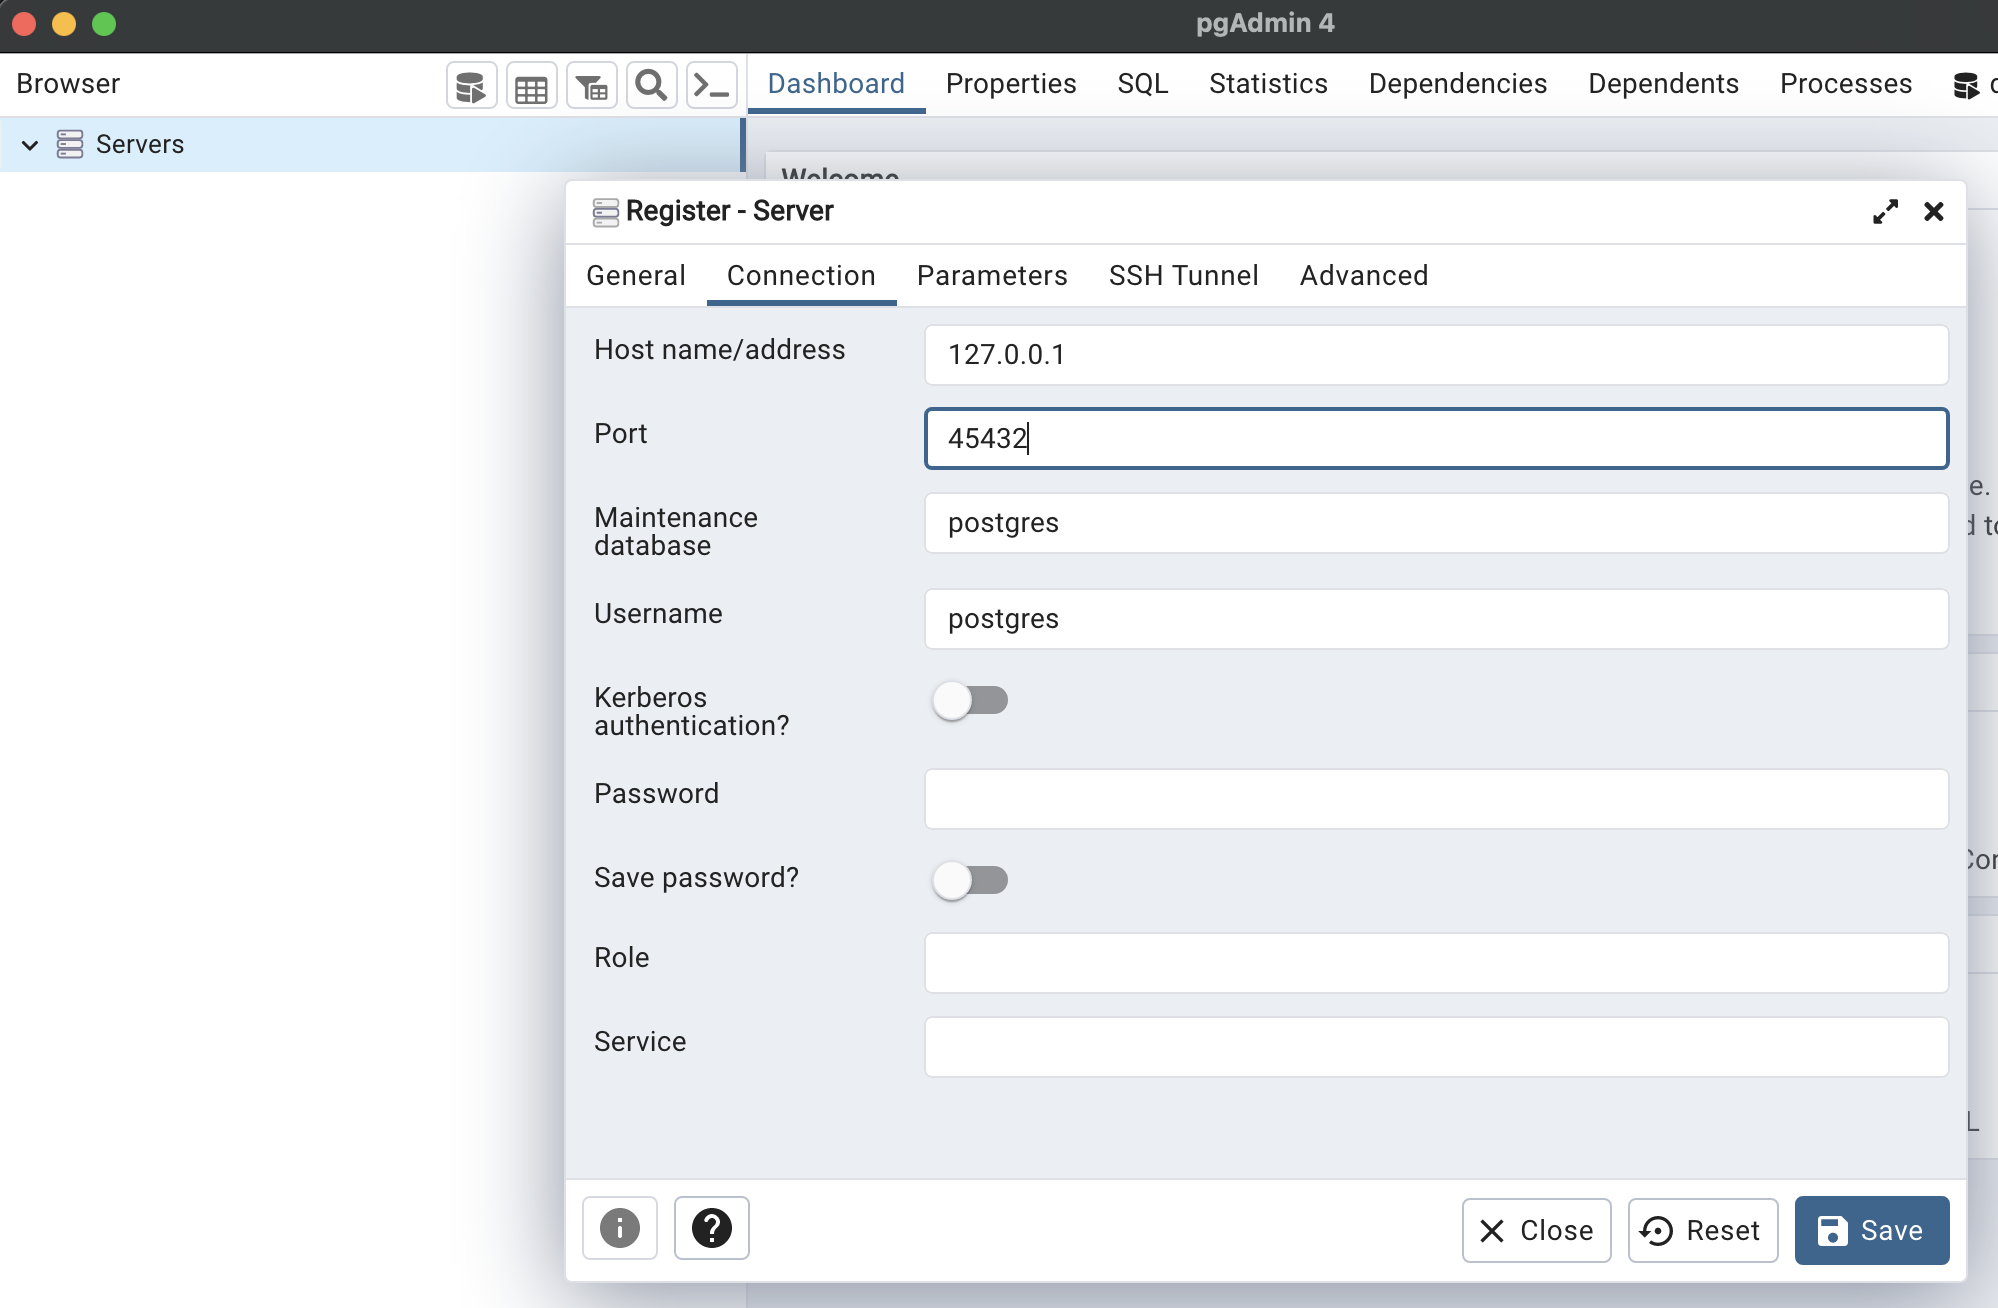 pgAdmin 4
Browser
Dashboard Properties SQL Statistics Dependencies Dependents Processes
Servers
Welcome
Register - Server
General Connection Parameters SSH Tunnel Advanced
Host name/address 127.0.0.1
Port 45432
Maintenance
database postgres
Username postgres
Kerberos
authentication?
Password
Save password?
Role
Service
Close Reset Save